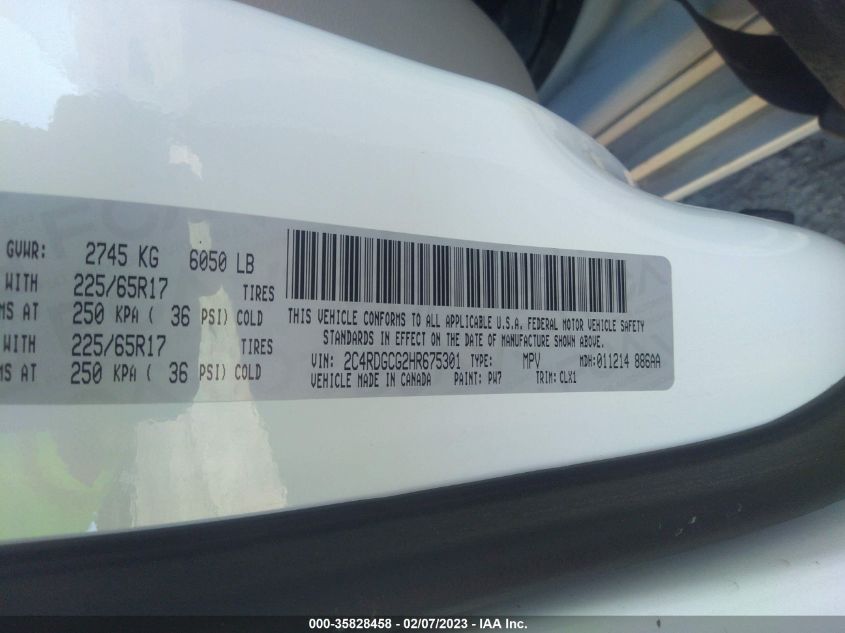 GVWR: 2745 KG 6050 LB
WITH 225/65R17 TIRES
MS AT 250 KPA ( 36 PSI) COLD
WITH 225/65R17 TIRES
MS AT 250 KPA ( 36 PSI) COLD
THIS VEHICLE CONFORMS TO ALL APPLICABLE U.S.A. FEDERAL MOTOR VEHICLE SAFETY
STANDARDS IN EFFECT ON THE DATE OF MANUFACTURE SHOWN ABOVE.
VIN: 2C4RDGCG2HR675301 TYPE: MPV MDH:011214 886AA
VEHICLE MADE IN CANADA PAINT: PW7 TRIM: CLX1
000-35828458 - 02/07/2023 - IAA Inc.